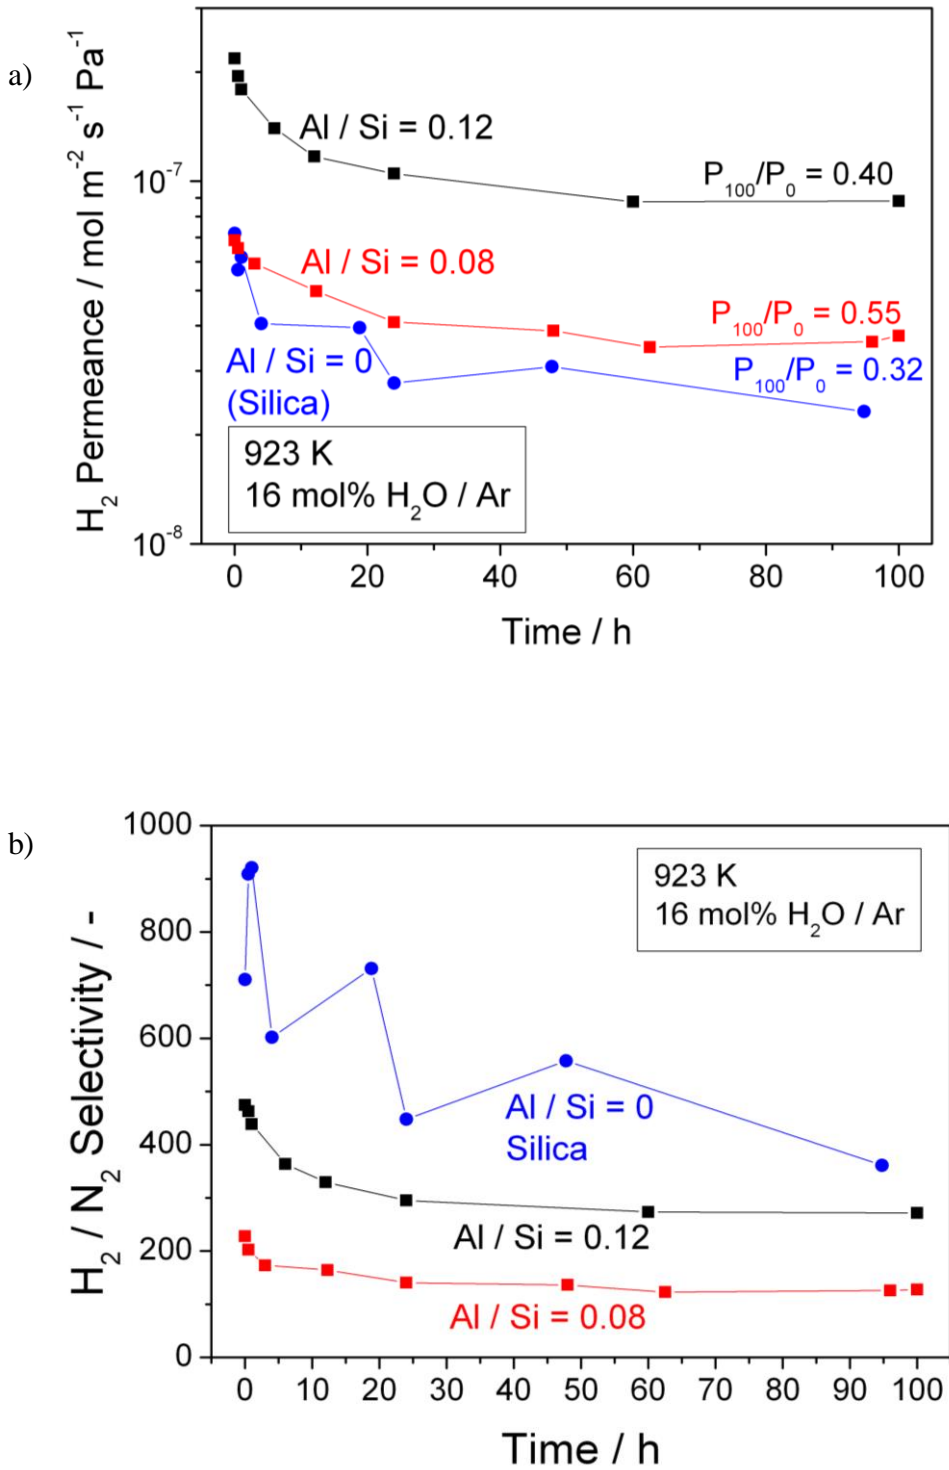 a)
H₂ Permeance / mol m⁻² s⁻¹ Pa⁻¹
10⁻⁷
10⁻⁸
Al / Si = 0.12
P₁₀₀/P₀ = 0.40
Al / Si = 0.08
P₁₀₀/P₀ = 0.55
Al / Si = 0
(Silica)
P₁₀₀/P₀ = 0.32
923 K
16 mol% H₂O / Ar
0 20 40 60 80 100
Time / h
b)
H₂ / N₂ Selectivity / -
1000
800
600
400
200
0
923 K
16 mol% H₂O / Ar
Al / Si = 0
Silica
Al / Si = 0.12
Al / Si = 0.08
0 10 20 30 40 50 60 70 80 90 100
Time / h